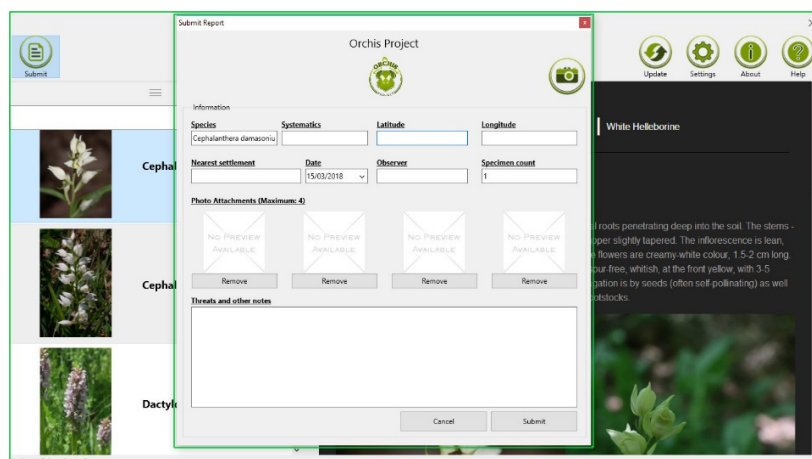 Submit Report
Orchis Project
ORCHIS
Submit
Update Settings About Help
Information
Species Systematics Latitude Longitude
Cephalanthera damasoniu
White Helleborine
Nearest settlement Date Observer Specimen count
15/03/2018 1
Cephal
Photo Attachments (Maximum: 4)
NO PREVIEW NO PREVIEW NO PREVIEW NO PREVIEW
AVAILABLE AVAILABLE AVAILABLE AVAILABLE
Remove Remove Remove Remove
l roots penetrating deep into the soil. The stems -
pper slightly tapered. The inflorescence is lean,
e flowers are creamy-white colour, 1.5-2 cm long.
pur-free, whitish, at the front yellow, with 3-5
gation is by seeds (often self-pollinating) as well
otstocks.
Cephal
Threats and other notes
Dactylo
Cancel Submit